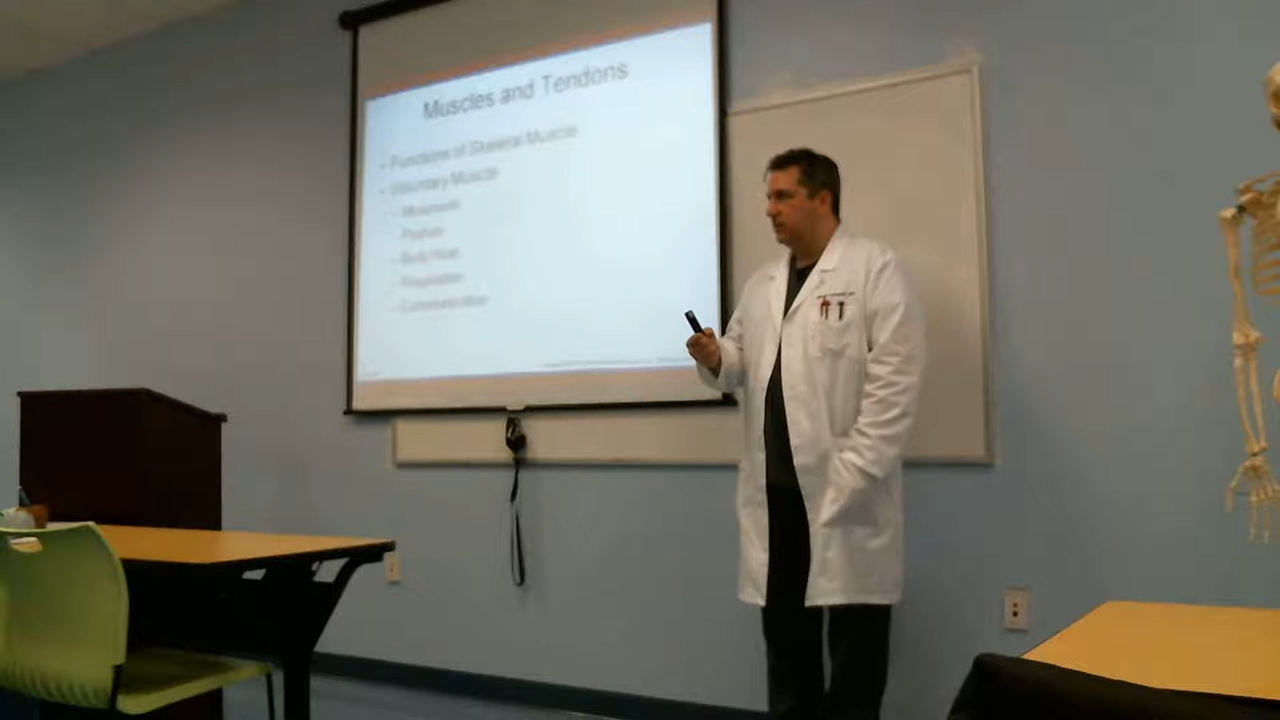 Muscles and Tendons
- Functions of Skeletal Muscle
- Voluntary Muscle
- Movement
Posture
- Body Heat
- Respiration
- Communication